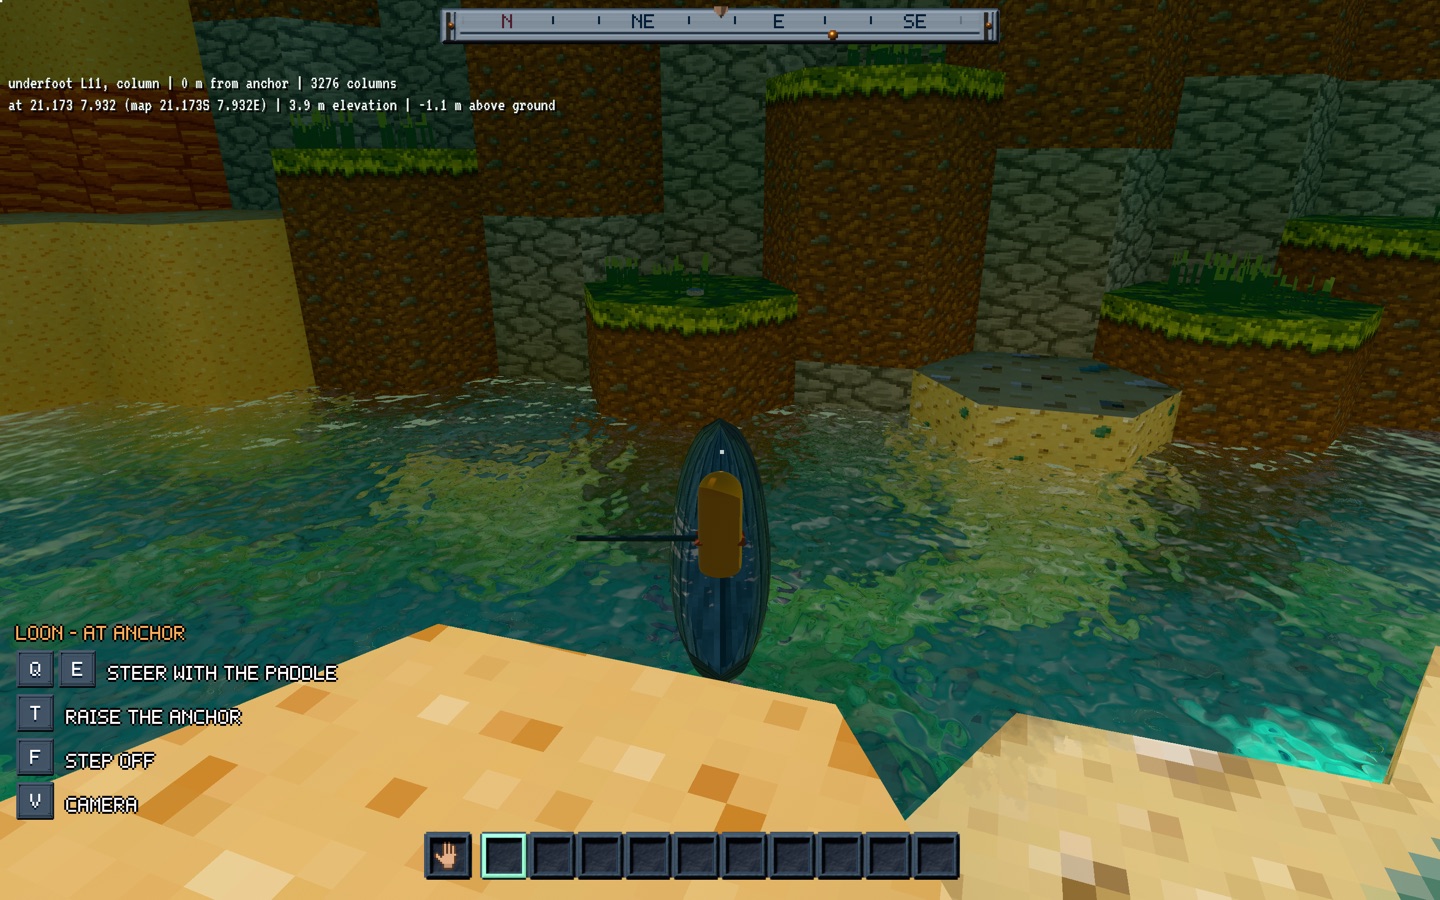 N NE E SE
underfoot L11, column | 0 m from anchor | 3276 columns
at 21.173 7.932 (map 21.173S 7.932E) | 3.9 m elevation | -1.1 m above ground
LOON - AT ANCHOR
Q E STEER WITH THE PADDLE
T RAISE THE ANCHOR
F STEP OFF
V CAMERA